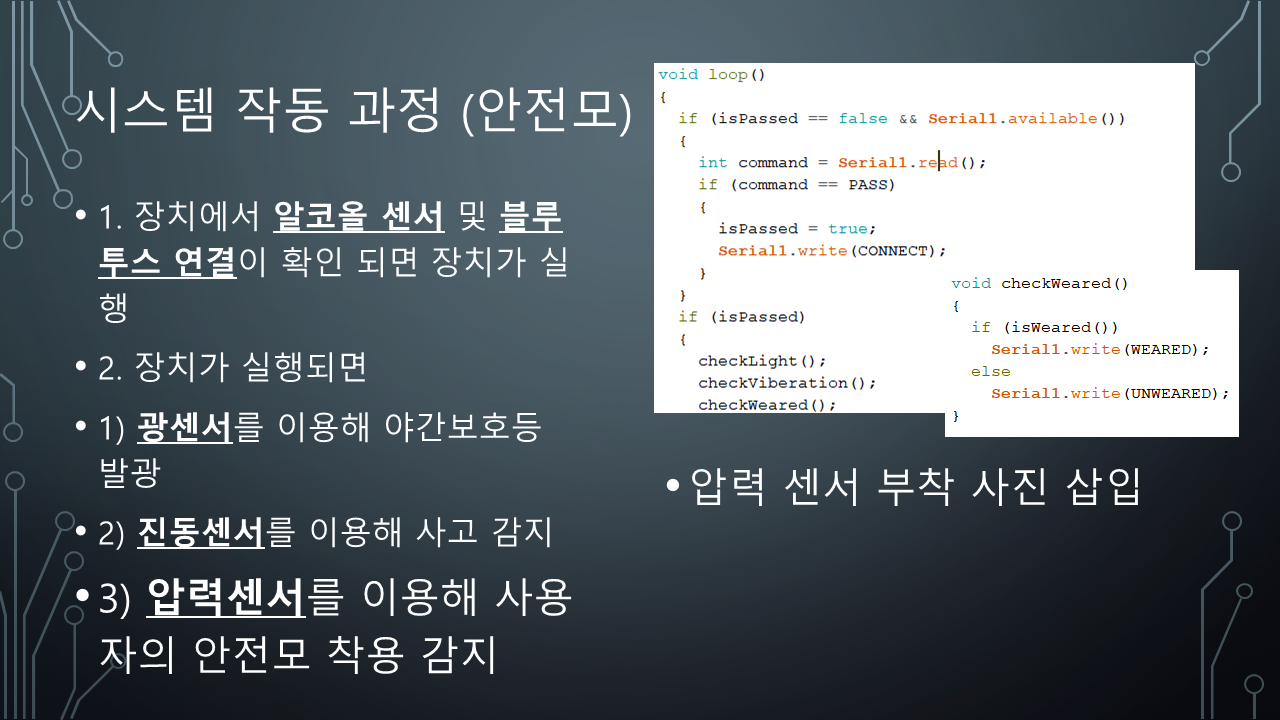 시스템 작동 과정 (안전모)
• 1. 장치에서 알코올 센서 및 블루
투스 연결이 확인 되면 장치가 실
행
• 2. 장치가 실행되면
• 1) 광센서를 이용해 야간보호등
발광
• 2) 진동센서를 이용해 사고 감지
• 3) 압력센서를 이용해 사용
자의 안전모 착용 감지
void loop()
{
if (isPassed == false && Serial1.available())
{
int command = Serial1.read();
if (command == PASS)
{
isPassed = true;
Serial1.write(CONNECT);
}
}
if (isPassed)
{
checkLight();
checkViberation();
checkWeared();
void checkWeared()
{
if (isWeared())
Serial1.write(WEARED);
else
Serial1.write(UNWEARED);
}
• 압력 센서 부착 사진 삽입